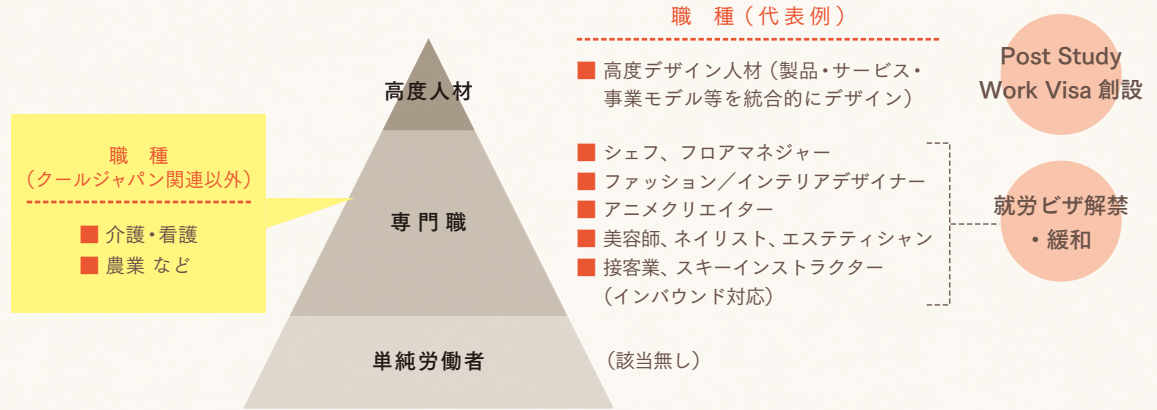 職 種（代表例）
■ 高度デザイン人材（製品・サービス・
事業モデル等を統合的にデザイン）
Post Study
Work Visa 創設
高度人材
職 種
（クールジャパン関連以外）
■ 介護・看護
■ 農業 など
専門職
■ シェフ、フロアマネジャー
■ ファッション／インテリアデザイナー
■ アニメクリエイター
■ 美容師、ネイリスト、エステティシャン
■ 接客業、スキーインストラクター
（インバウンド対応）
就労ビザ解禁
・緩和
単純労働者
（該当無し）